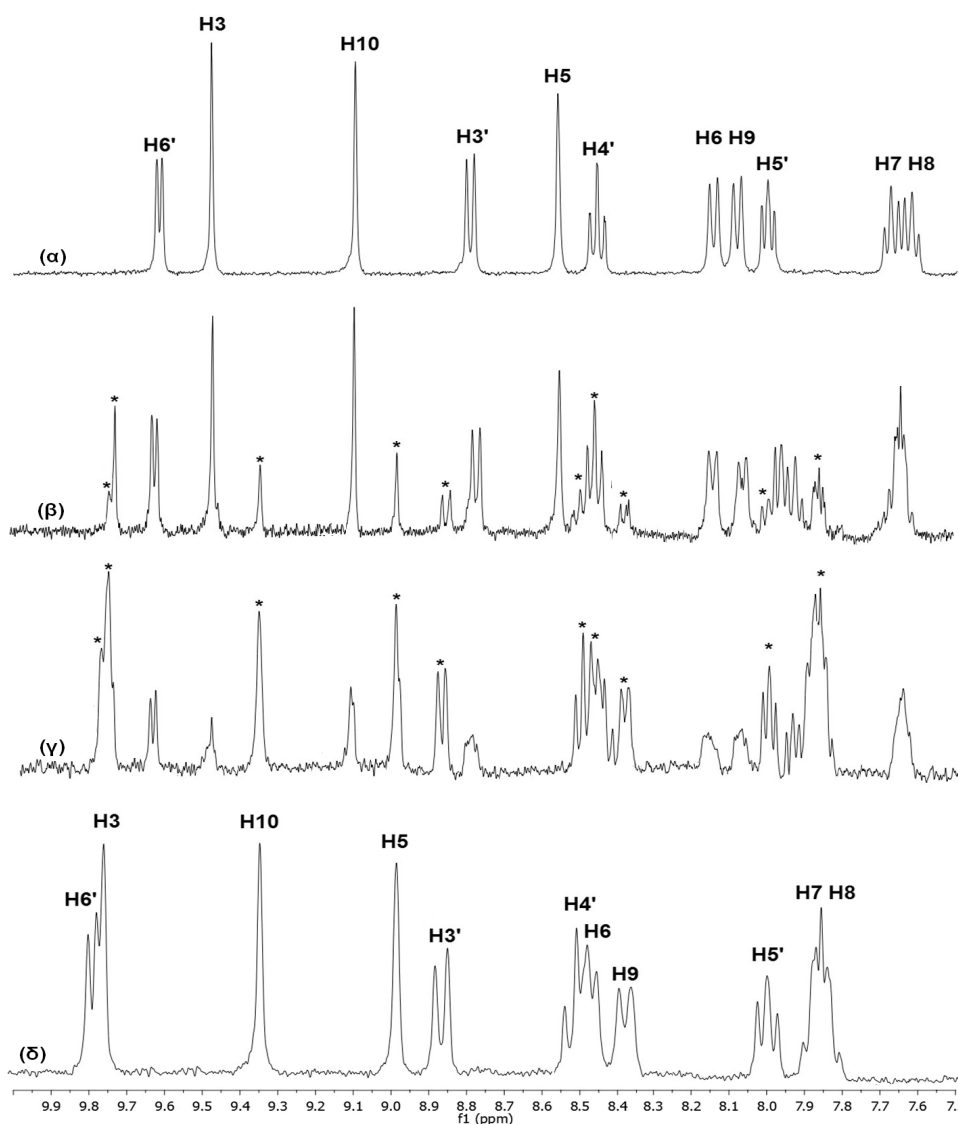 H3
H10
H5
H6'
H3'
H4'
H6 H9
H5'
H7 H8
(α)
* * * * * * * * * *
(β)
* * * * * * * * * *
(γ)
H3
H10
H5
H6'
H3'
H4'
H6
H9
H5'
H7 H8
(δ)
9.9 9.8 9.7 9.6 9.5 9.4 9.3 9.2 9.1 9.0 8.9 8.8 8.7 8.6 8.5 8.4 8.3 8.2 8.1 8.0 7.9 7.8 7.7 7.6
f1 (ppm)